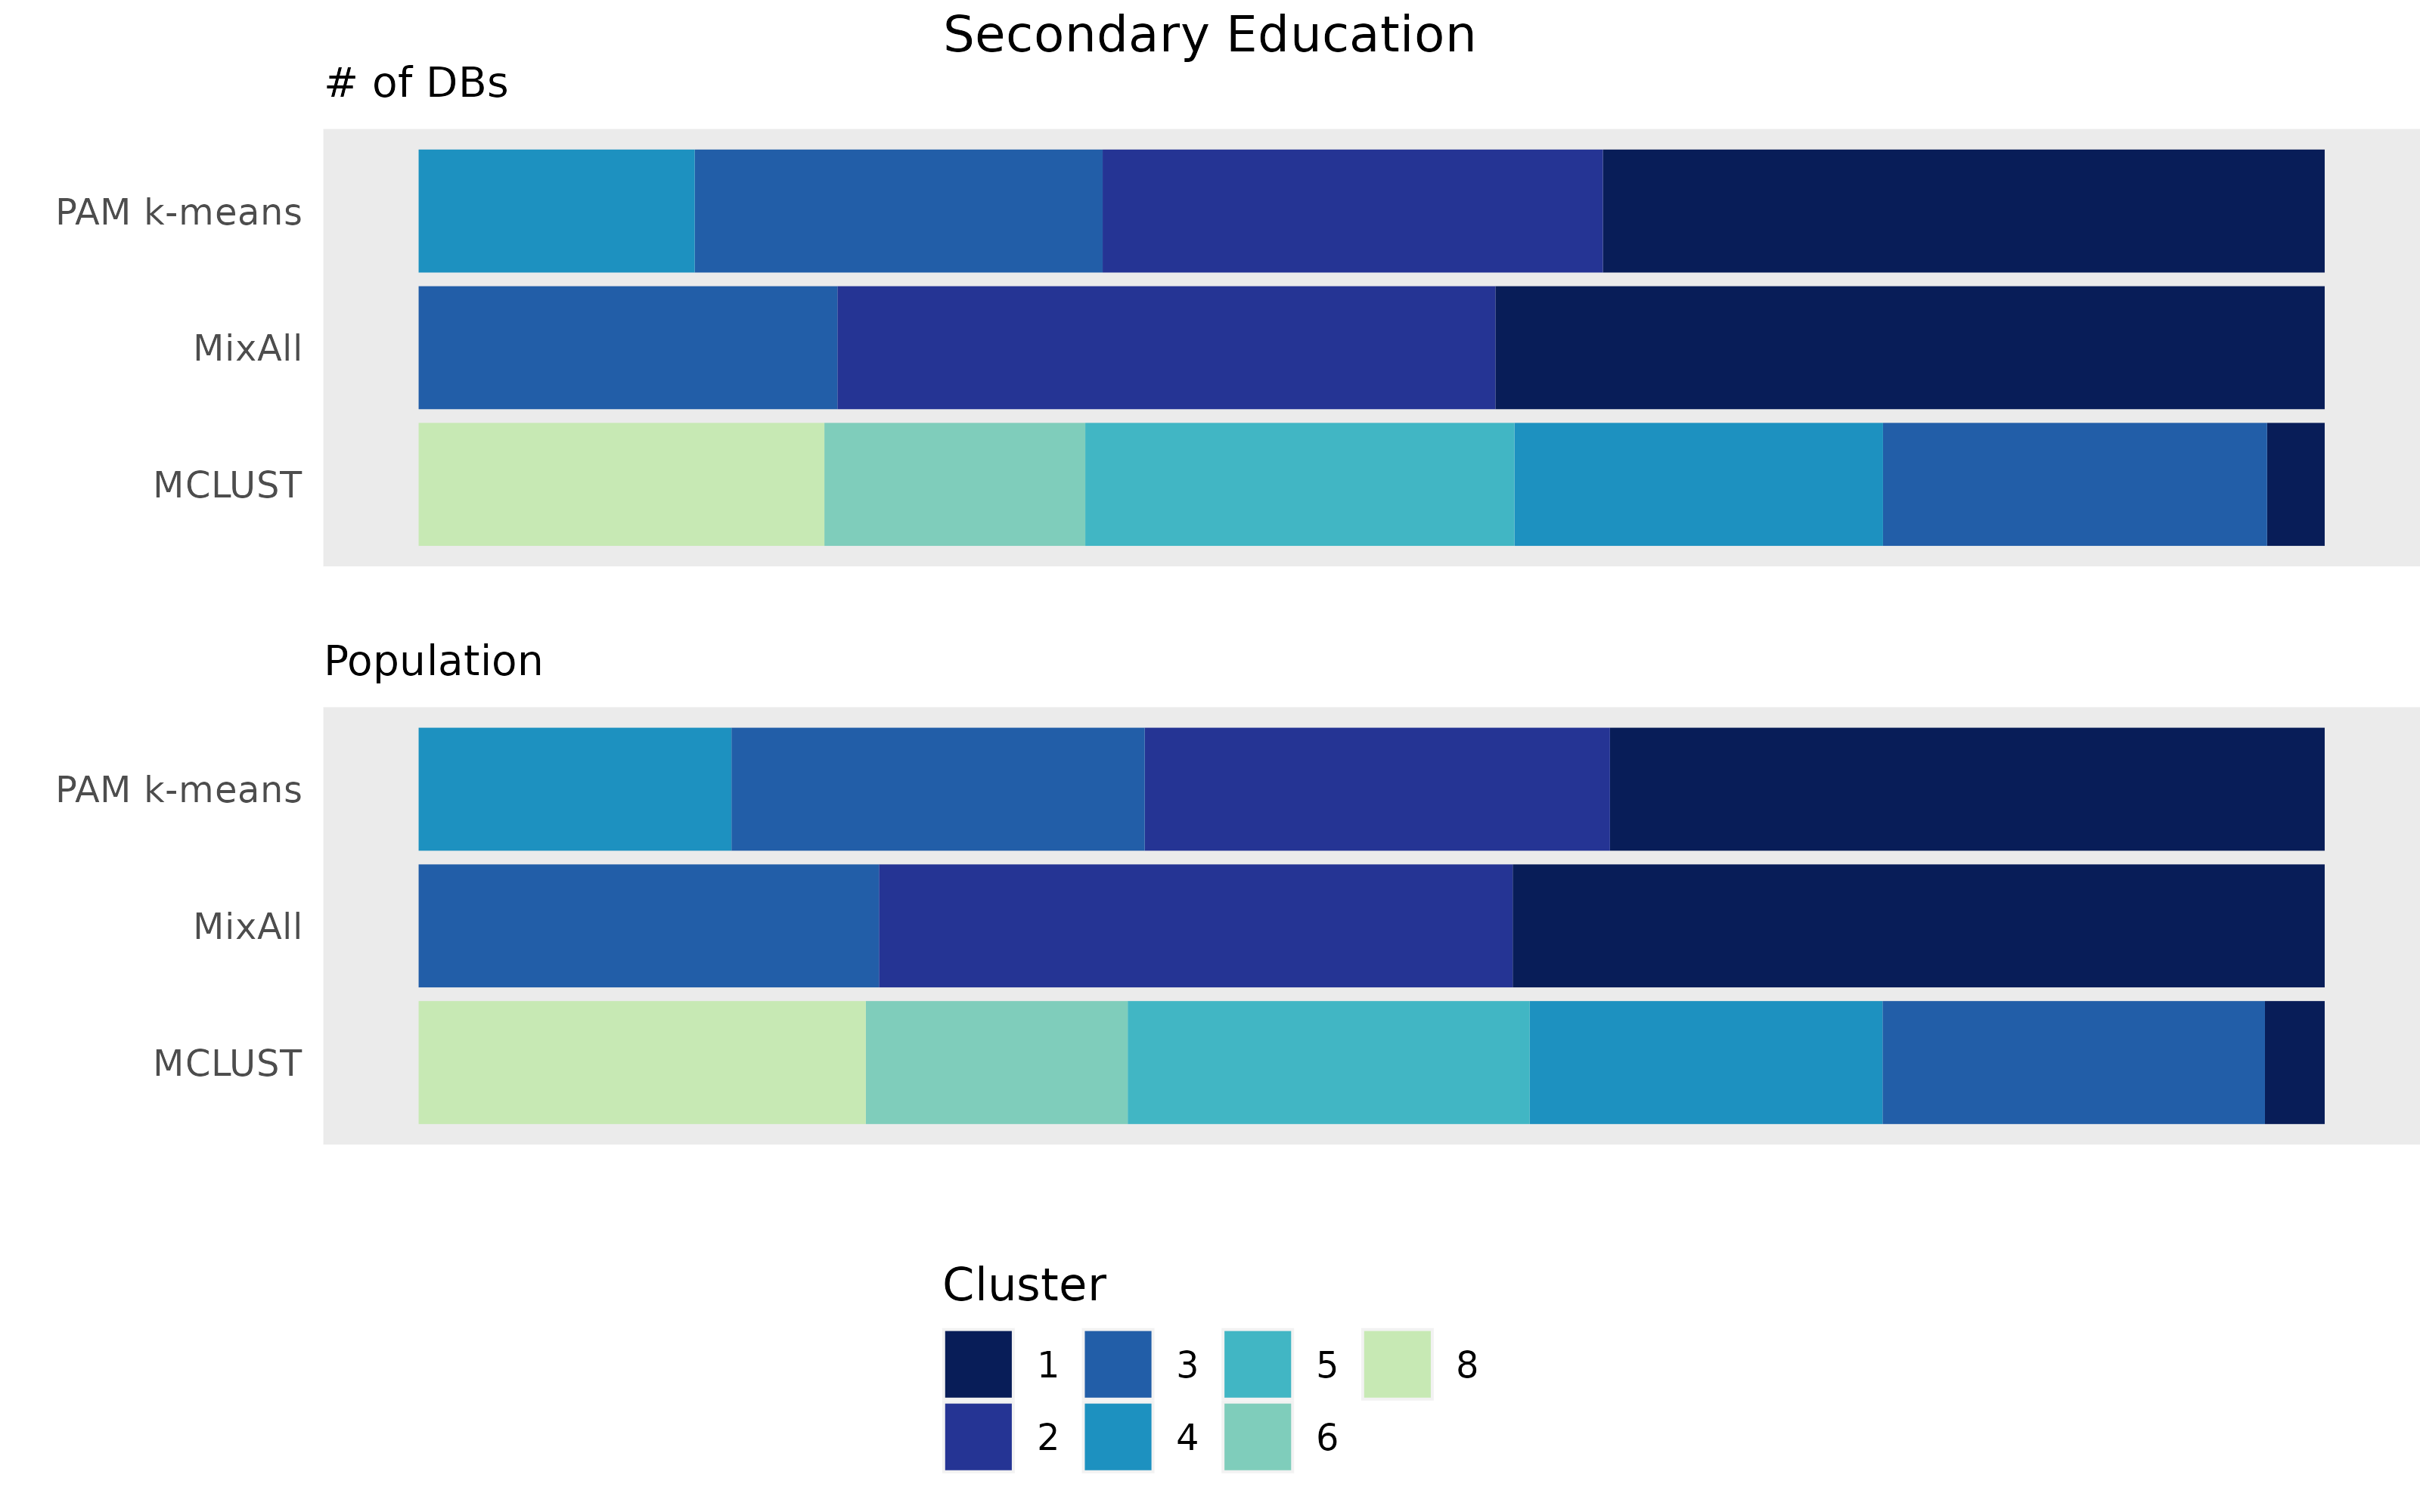 Secondary Education
# of DBs
PAM k-means
MixAll
MCLUST
Population
PAM k-means
MixAll
MCLUST
Cluster
1 3 5 8
2 4 6